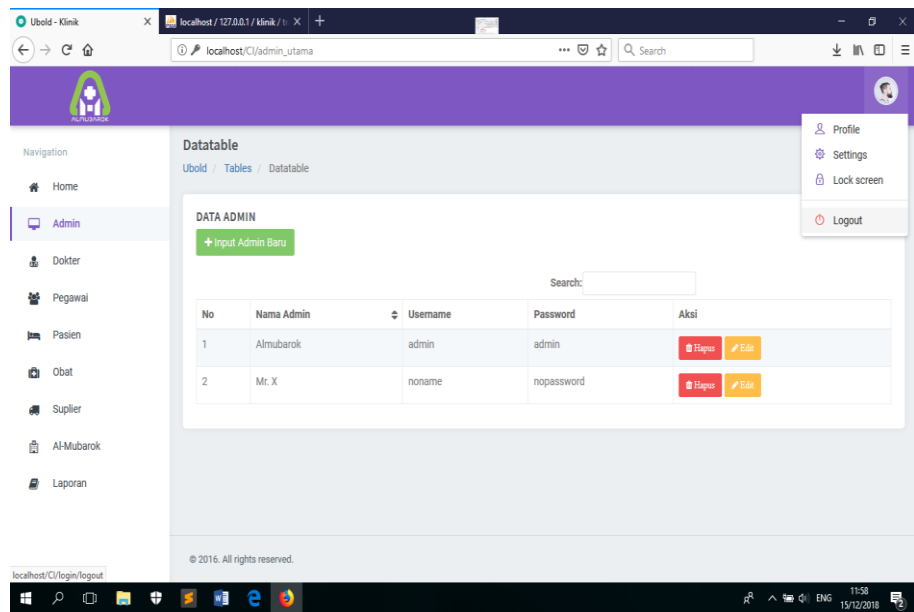 Ubold - Klinik
localhost / 127.0.0.1 / klinik / t
localhost/CI/admin_utama
Search
ALMUBAROK
Profile
Settings
Lock screen
Logout
Navigation
Home
Admin
Dokter
Pegawai
Pasien
Obat
Suplier
Al-Mubarok
Laporan
Datatable
Ubold / Tables / Datatable
DATA ADMIN
+Input Admin Baru
Search:
No Nama Admin Username Password Aksi
1 Almubarok admin admin Hapus Edit
2 Mr. X noname nopassword Hapus Edit
© 2016. All rights reserved.
localhost/CI/login/logout
ENG
11:58
15/12/2018